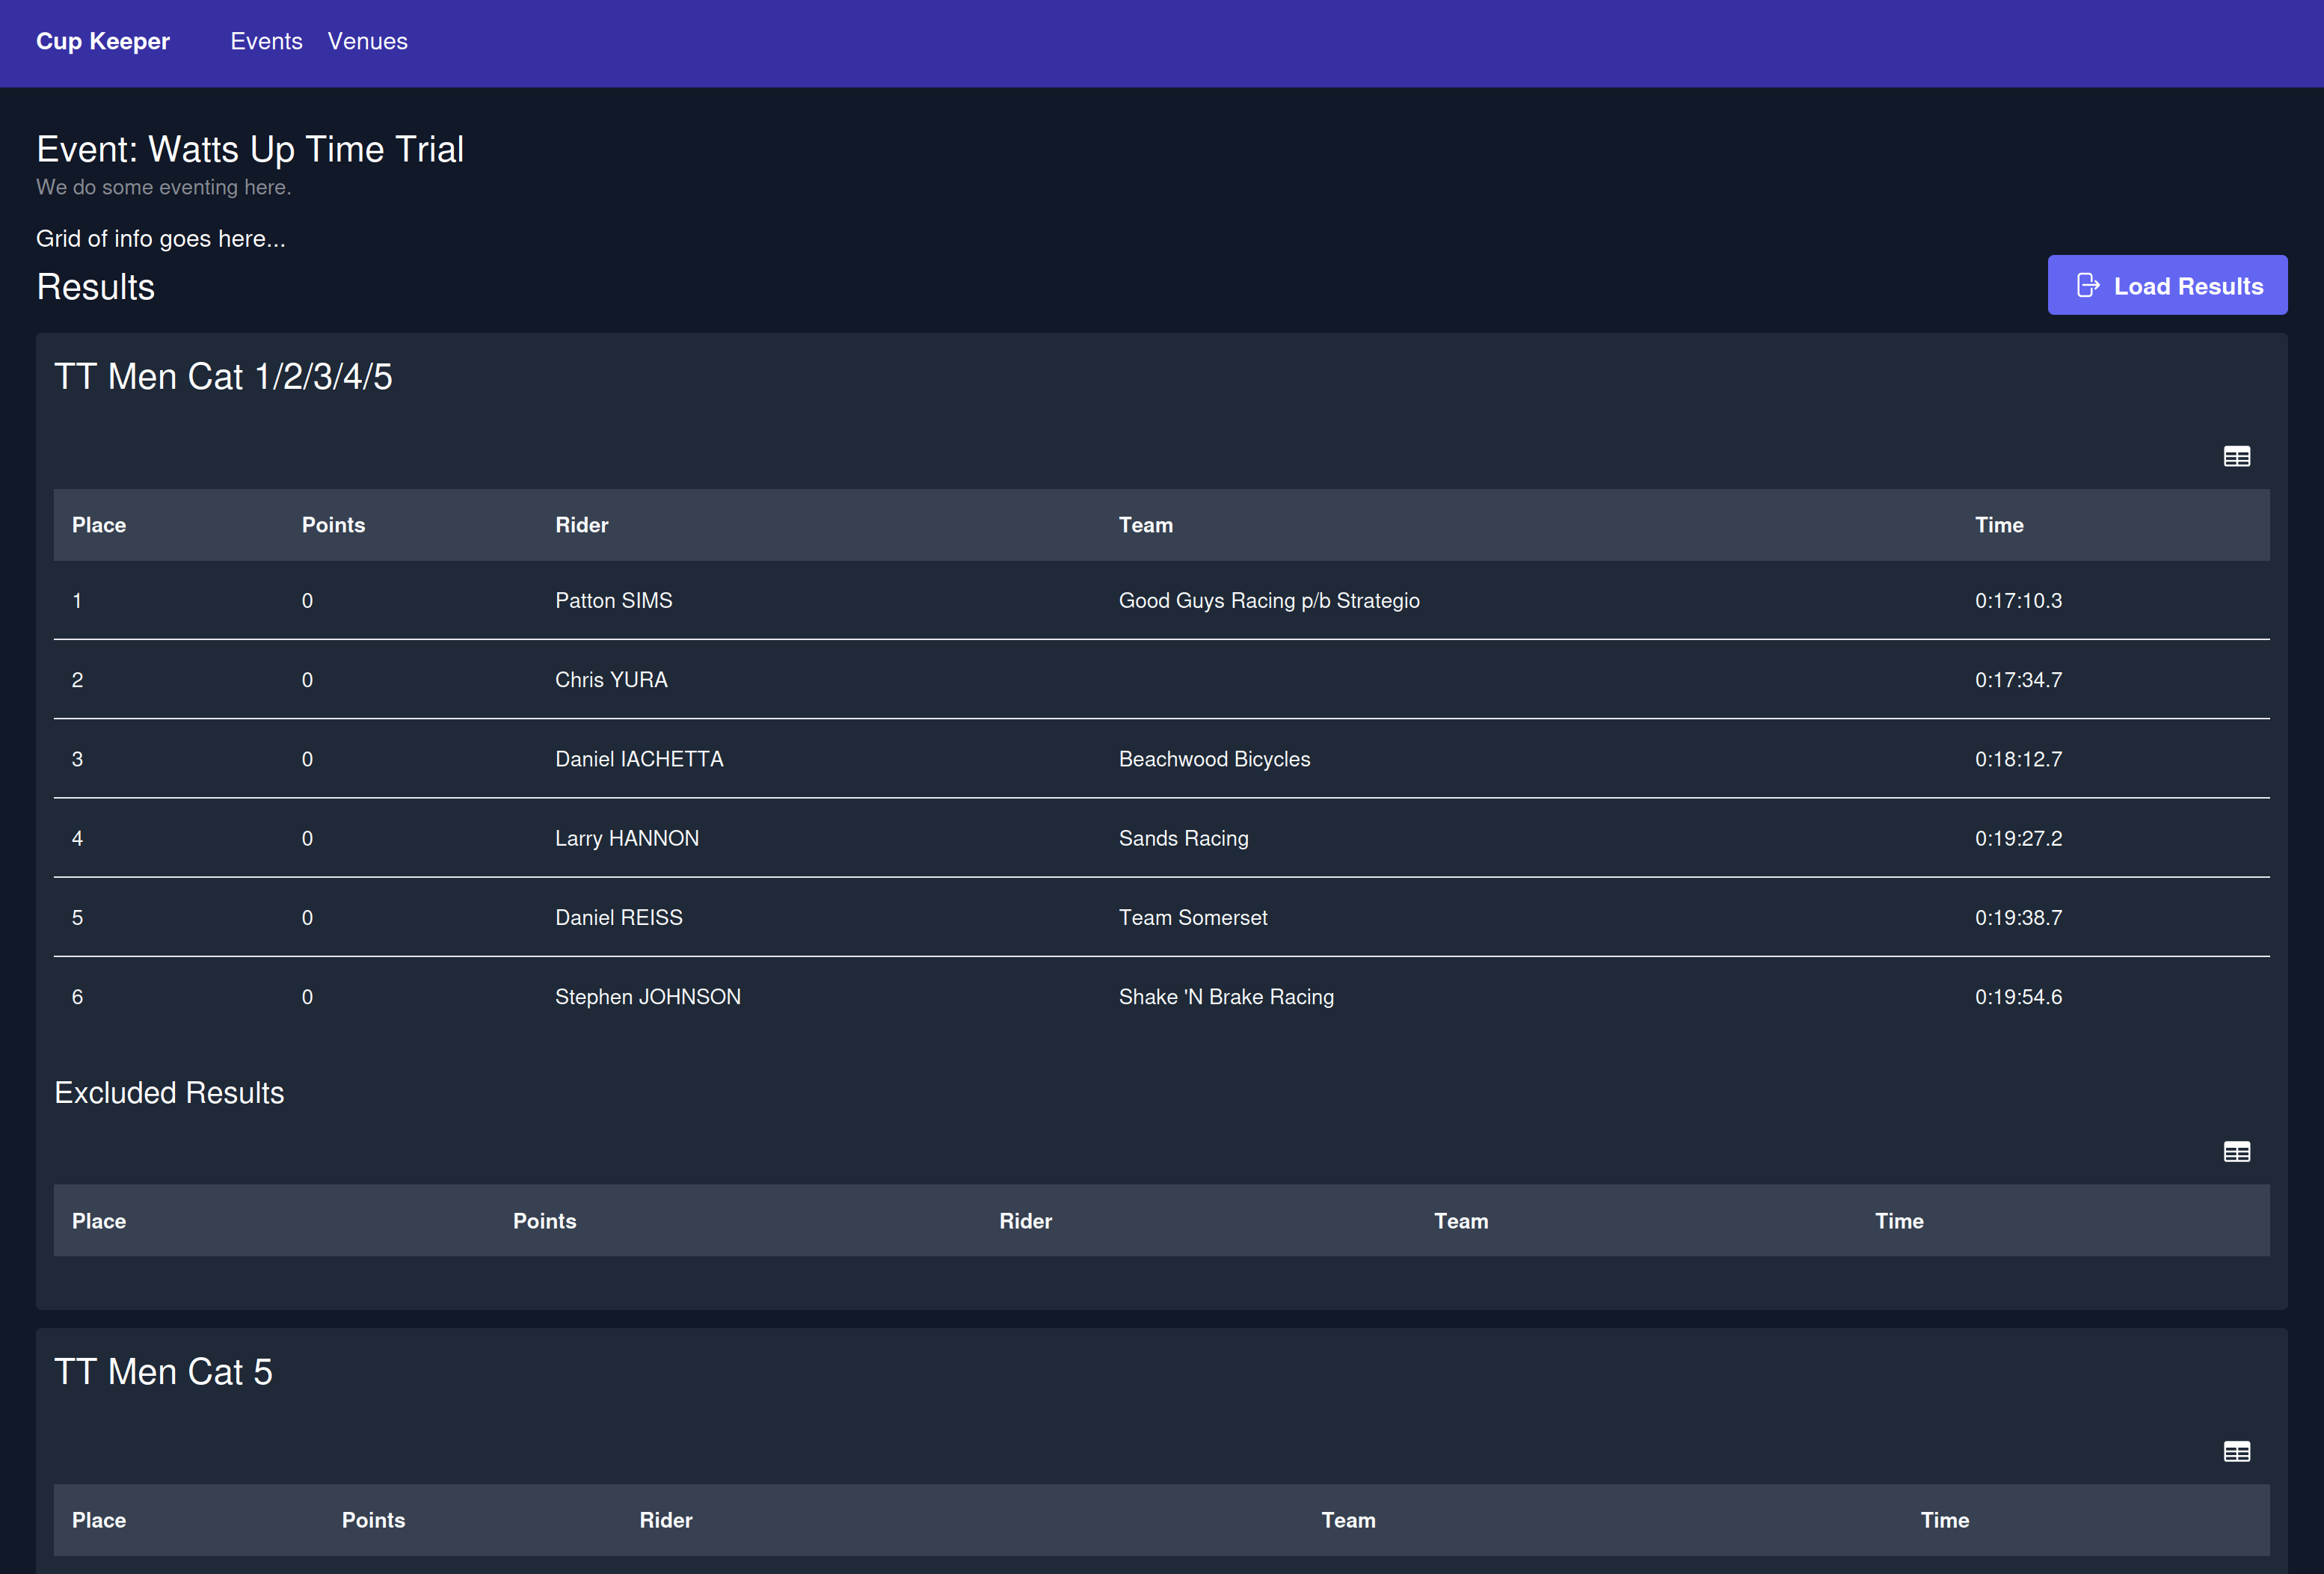 Cup Keeper Events Venues
Event: Watts Up Time Trial
We do some eventing here.
Grid of info goes here...
Results
Load Results
TT Men Cat 1/2/3/4/5
Place Points Rider Team Time
1 0 Patton SIMS Good Guys Racing p/b Strategio 0:17:10.3
2 0 Chris YURA 0:17:34.7
3 0 Daniel IACHETTA Beachwood Bicycles 0:18:12.7
4 0 Larry HANNON Sands Racing 0:19:27.2
5 0 Daniel REISS Team Somerset 0:19:38.7
6 0 Stephen JOHNSON Shake 'N Brake Racing 0:19:54.6
Excluded Results
Place Points Rider Team Time
TT Men Cat 5
Place Points Rider Team Time